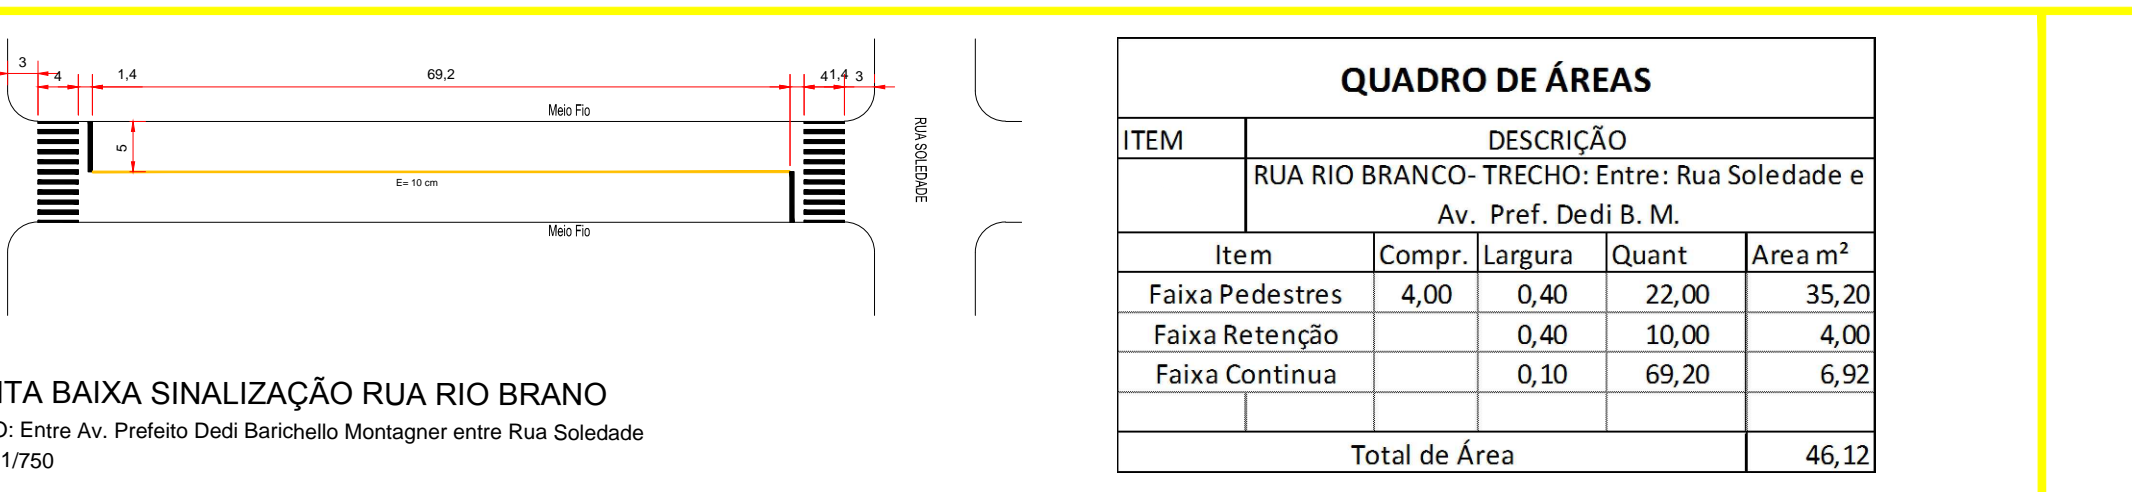 3
4
1,4
69,2
4
1,4
3
Meio Fio
5
E= 10 cm
Meio Fio
RUA SOLEDADE
NTA BAIXA SINALIZAÇÃO RUA RIO BRANO
O: Entre Av. Prefeito Dedi Barichello Montagner entre Rua Soledade
1/750
QUADRO DE ÁREAS
ITEM DESCRIÇÃO
RUA RIO BRANCO- TRECHO: Entre: Rua Soledade e
Av. Pref. Dedi B. M.
Item Compr. Largura Quant Area m²
Faixa Pedestres 4,00 0,40 22,00 35,20
Faixa Retenção 0,40 10,00 4,00
Faixa Continua 0,10 69,20 6,92
Total de Área 46,12